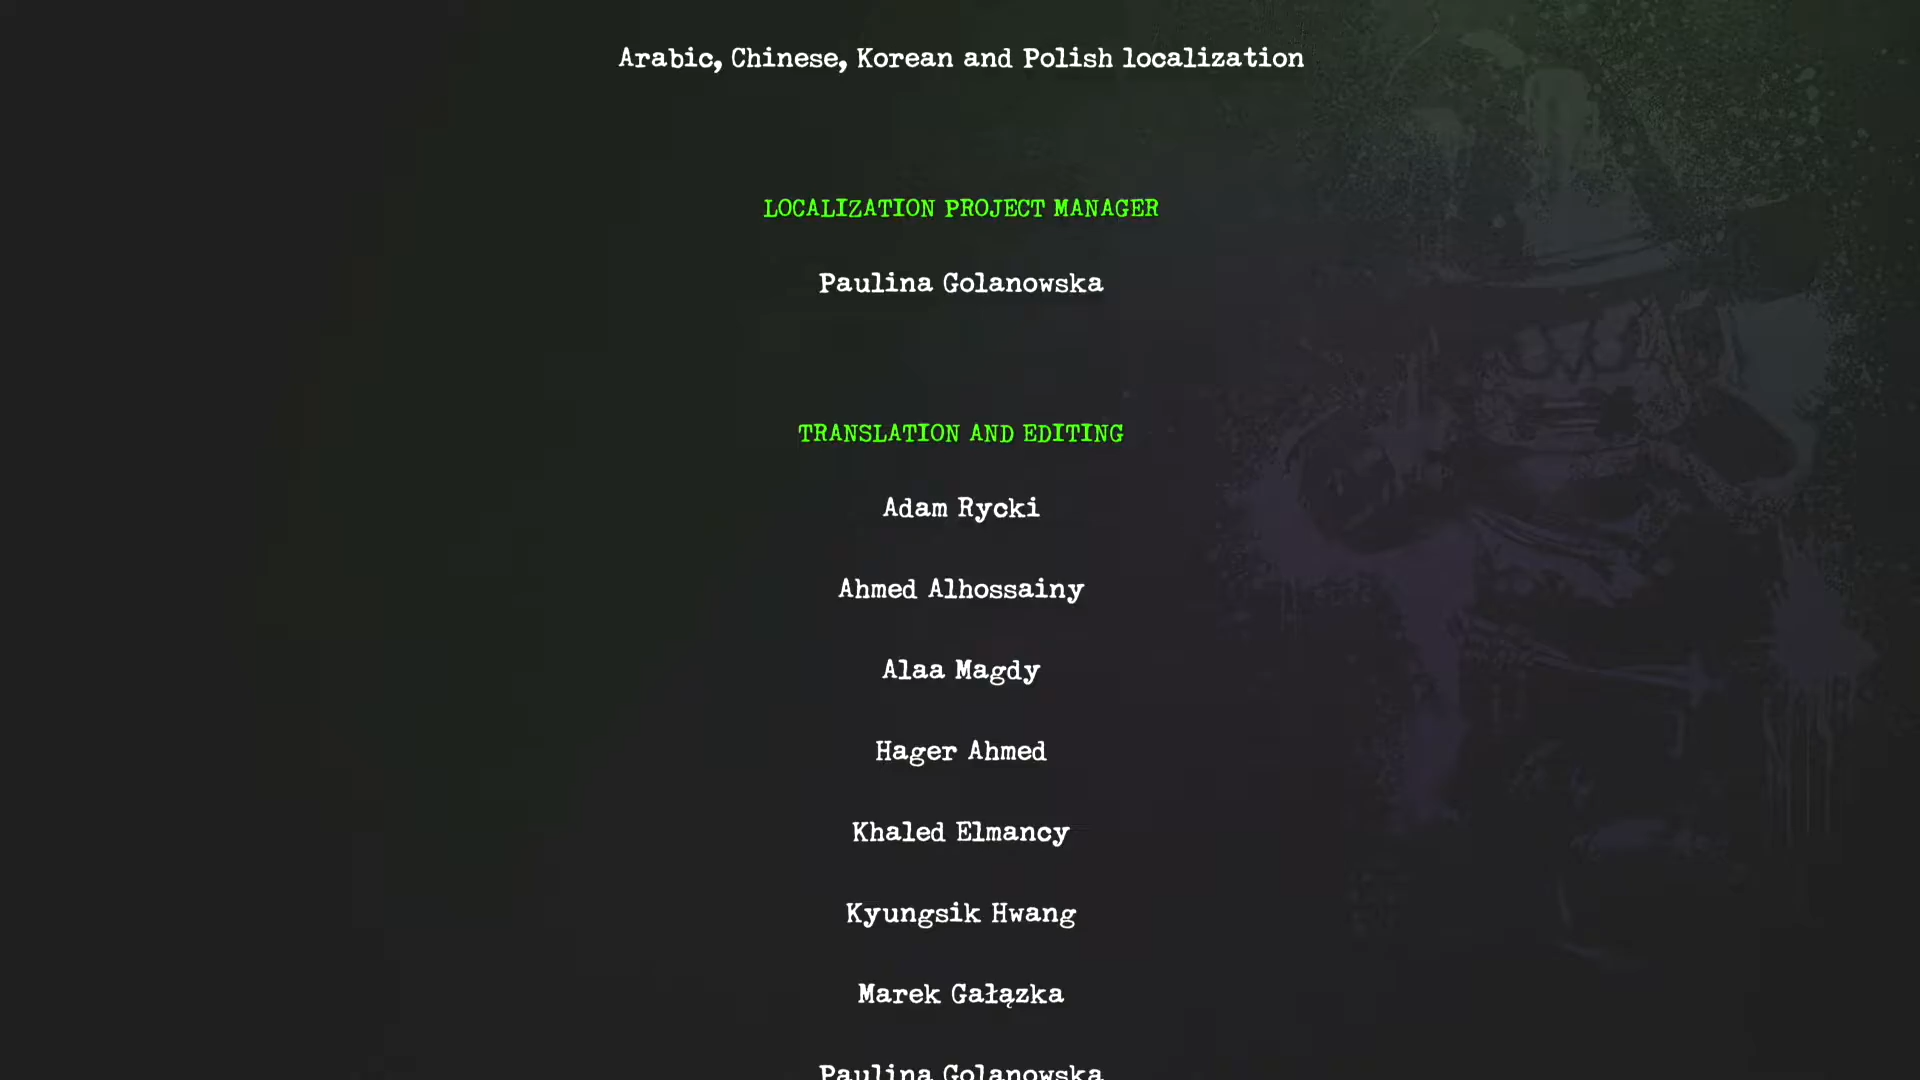 Arabic, Chinese, Korean and Polish localization
LOCALIZATION PROJECT MANAGER
Paulina Golanowska
TRANSLATION AND EDITING
Adam Rycki
Ahmed Alhossainy
Alaa Magdy
Hager Ahmed
Khaled Elmancy
Kyungsik Hwang
Marek Gałązka
Paulina Golanowska